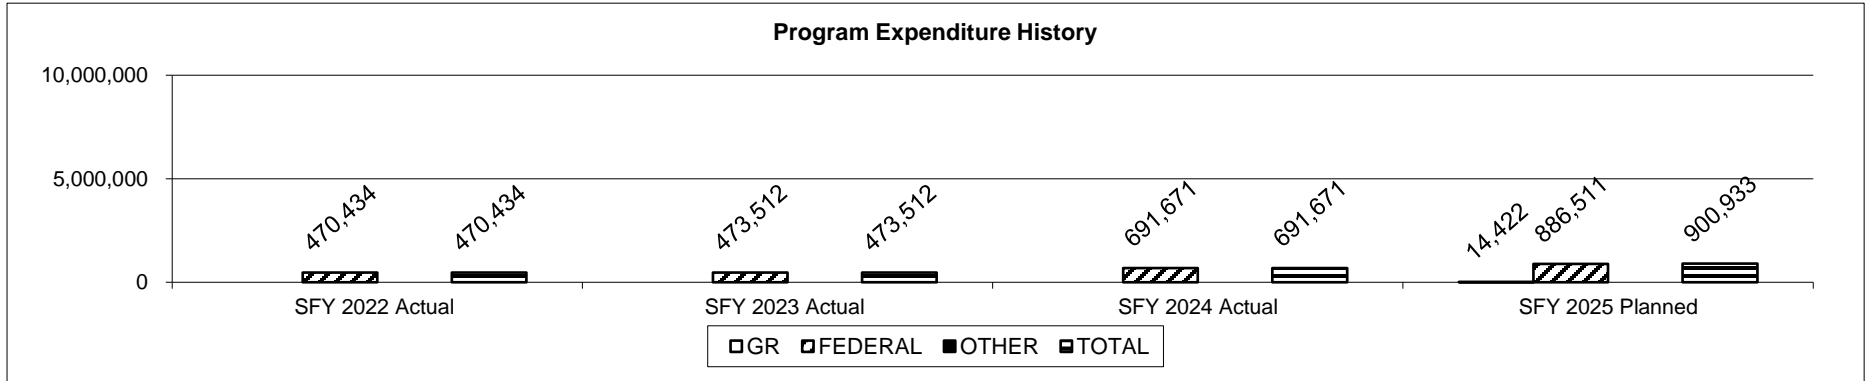 Program Expenditure History
10,000,000
5,000,000
0
470,434
470,434
473,512
473,512
691,671
691,671
14,422
886,511
900,933
SFY 2022 Actual
SFY 2023 Actual
SFY 2024 Actual
SFY 2025 Planned
GR FEDERAL OTHER TOTAL